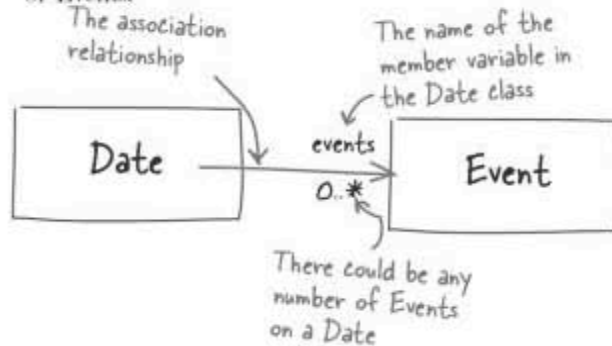 The association
relationship
The name of the
member variable in
the Date class
Date
events
0..*
Event
There could be any
number of Events
on a Date